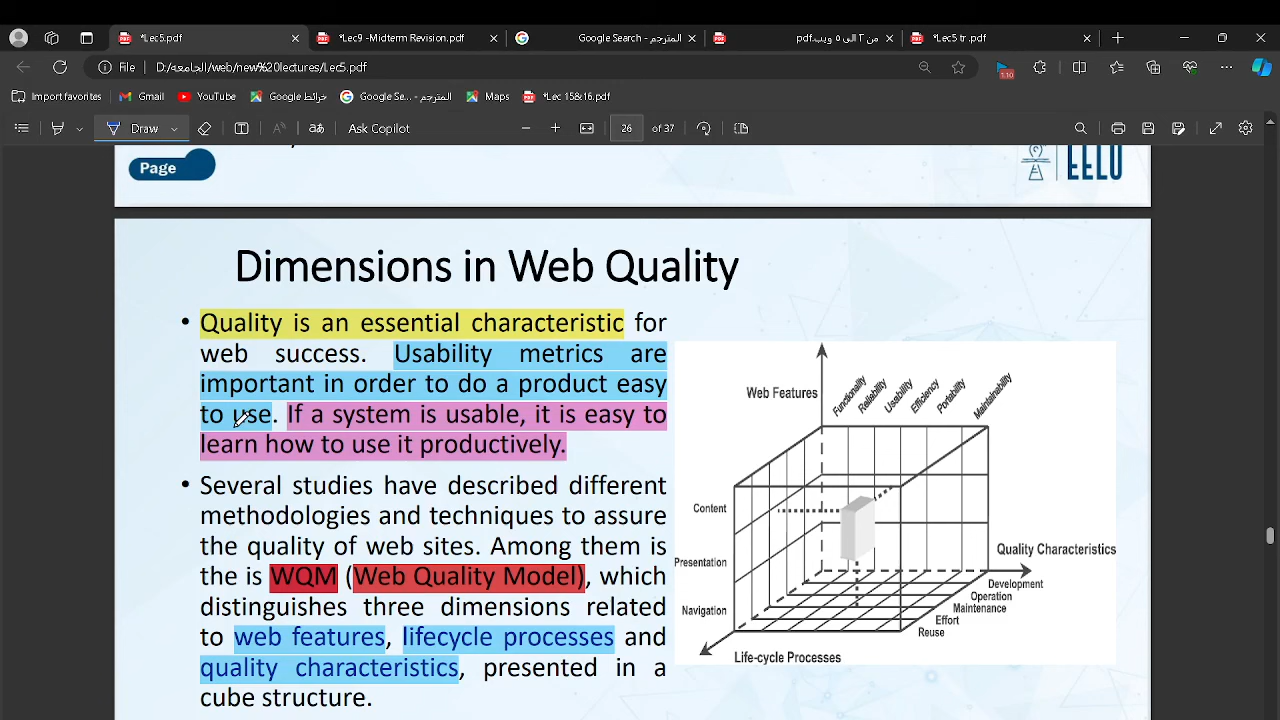 *Lec5.pdf
*Lec9 -Midterm Revision.pdf
المترجم - Google Search
من ٢ الى ٥ ويب.pdf
*Lec5 tr.pdf
File
D:/الجامعه/web/new%20lectures/Lec5.pdf
1.10
Import favorites
Gmail
YouTube
خرائط Google
المترجم - Google Se...
Maps
*Lec 15&16.pdf
Draw
Ask Copilot
26 of 37
Page
EELU
Dimensions in Web Quality
• Quality is an essential characteristic for
web success. Usability metrics are
important in order to do a product easy
to use. If a system is usable, it is easy to
learn how to use it productively.
• Several studies have described different
methodologies and techniques to assure
the quality of web sites. Among them is
the is WQM (Web Quality Model), which
distinguishes three dimensions related
to web features, lifecycle processes and
quality characteristics, presented in a
cube structure.
Web Features
Functionality
Reliability
Usability
Efficiency
Portability
Maintainability
Content
Presentation
Navigation
Quality Characteristics
Development
Operation
Maintenance
Effort
Reuse
Life-cycle Processes